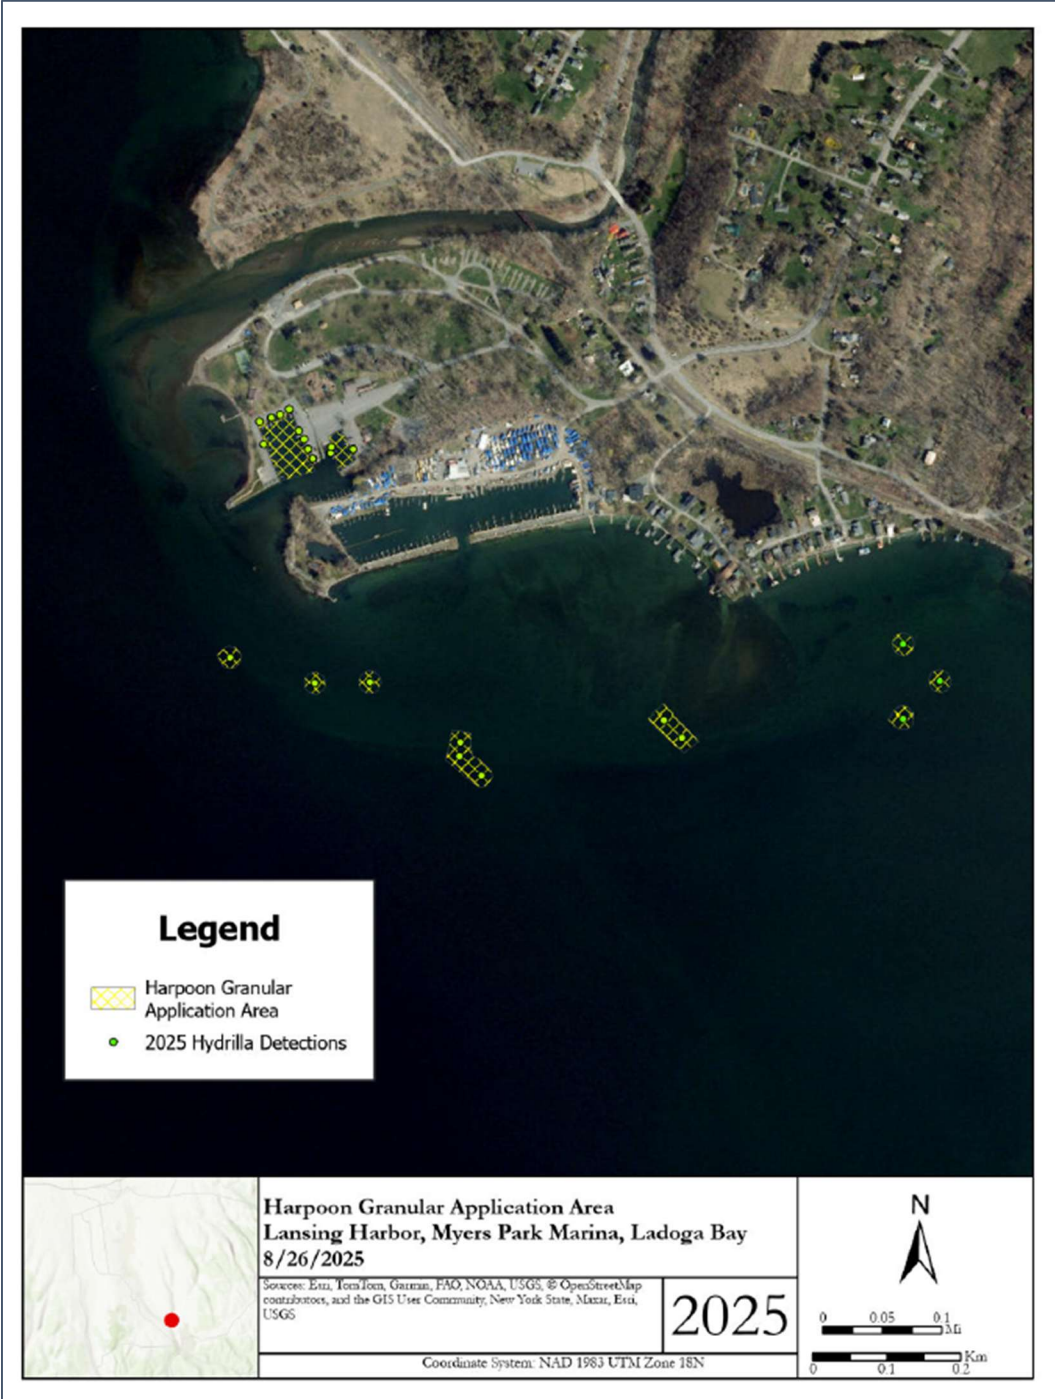 Legend
Harpoon Granular
Application Area
2025 Hydrilla Detections
Harpoon Granular Application Area
Lansing Harbor, Myers Park Marina, Ladoga Bay
8/26/2025
Sources: Esri, TomTom, Garmin, FAO, NOAA, USGS, © OpenStreetMap
contributors, and the GIS User Community, New York State, Maxar, Esri,
USGS
2025
Coordinate System: NAD 1983 UTM Zone 18N
N
0 0.05 0.1
Mi
Km
0 0.1 0.2